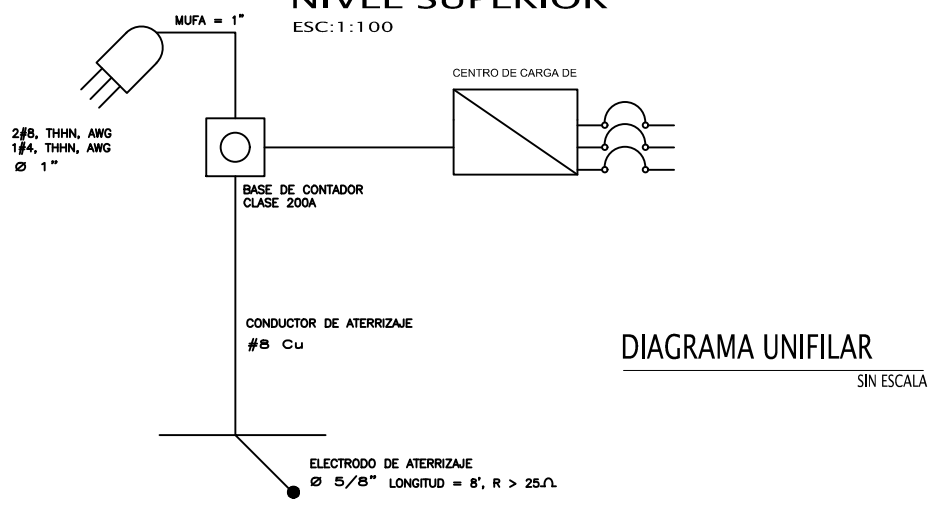 NIVEL SUPERIOR
ESC:1:100
MUFA = 1"
CENTRO DE CARGA DE
2#8, THHN, AWG
1#4, THHN, AWG
Ø 1"
BASE DE CONTADOR
CLASE 200A
CONDUCTOR DE ATERRIZAJE
#8 Cu
DIAGRAMA UNIFILAR
SIN ESCALA
ELECTRODO DE ATERRIZAJE
Ø 5/8" LONGITUD = 8', R > 25Ω